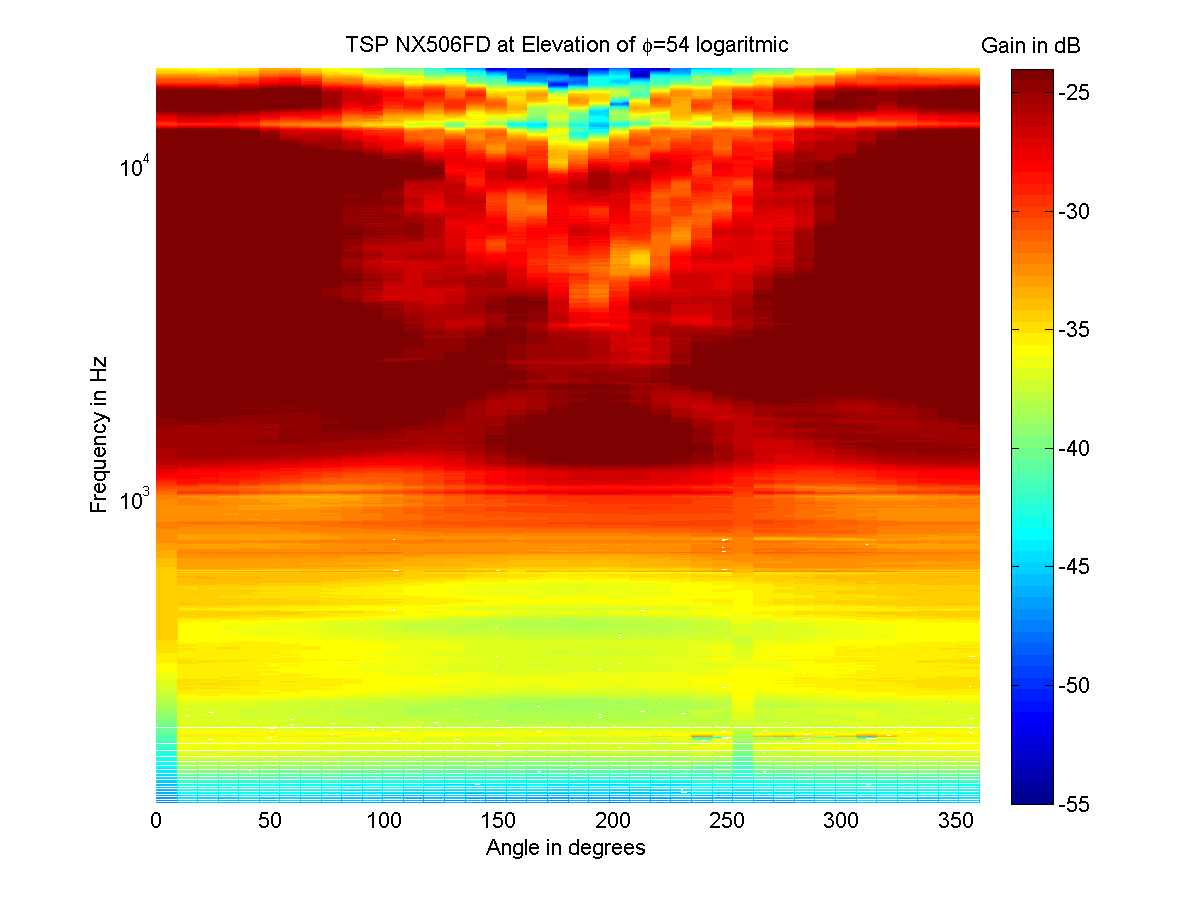 TSP NX506FD at Elevation of ϕ=54 logaritmic
Gain in dB
-25
-30
-35
-40
-45
-50
-55
Frequency in Hz
10⁴
10³
0 50 100 150 200 250 300 350
Angle in degrees